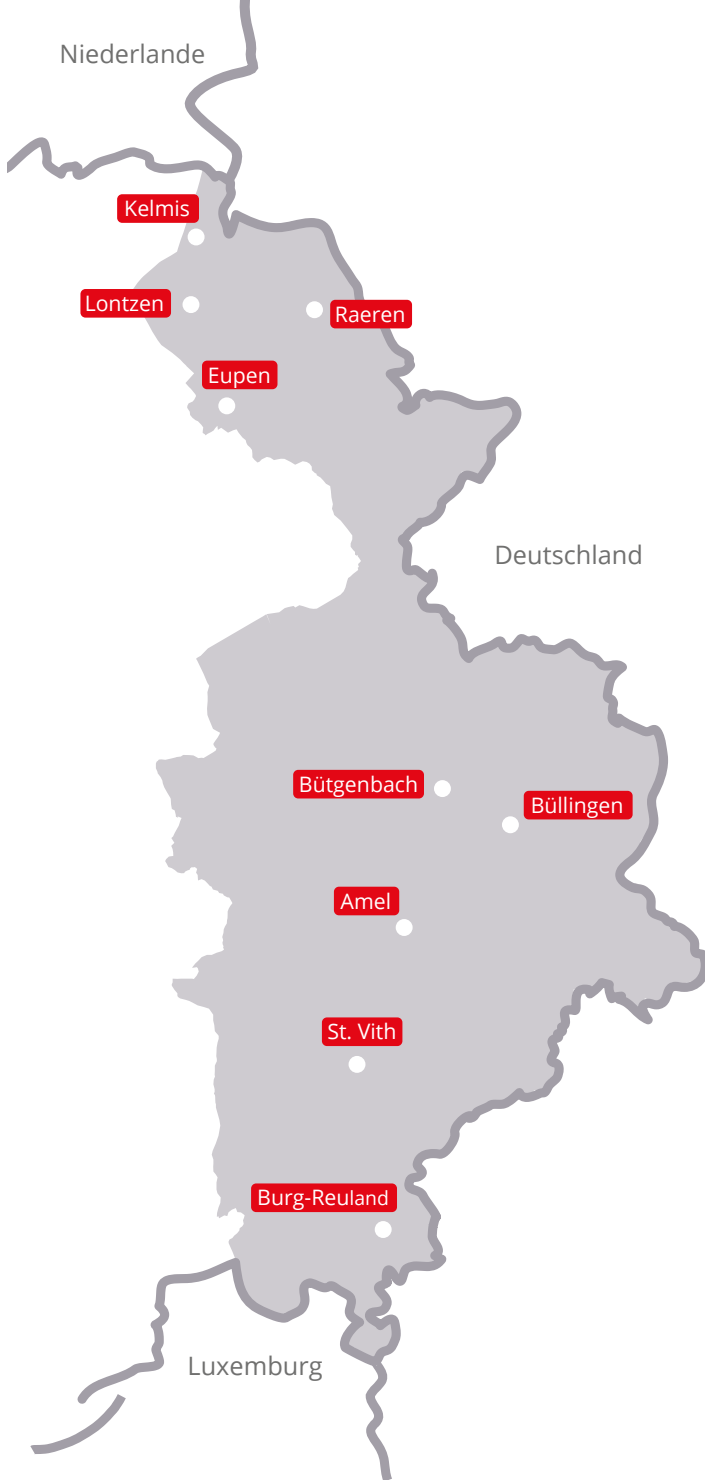 Niederlande
Kelmis
Lontzen
Raeren
Eupen
Deutschland
Bütgenbach
Büllingen
Amel
St. Vith
Burg-Reuland
Luxemburg